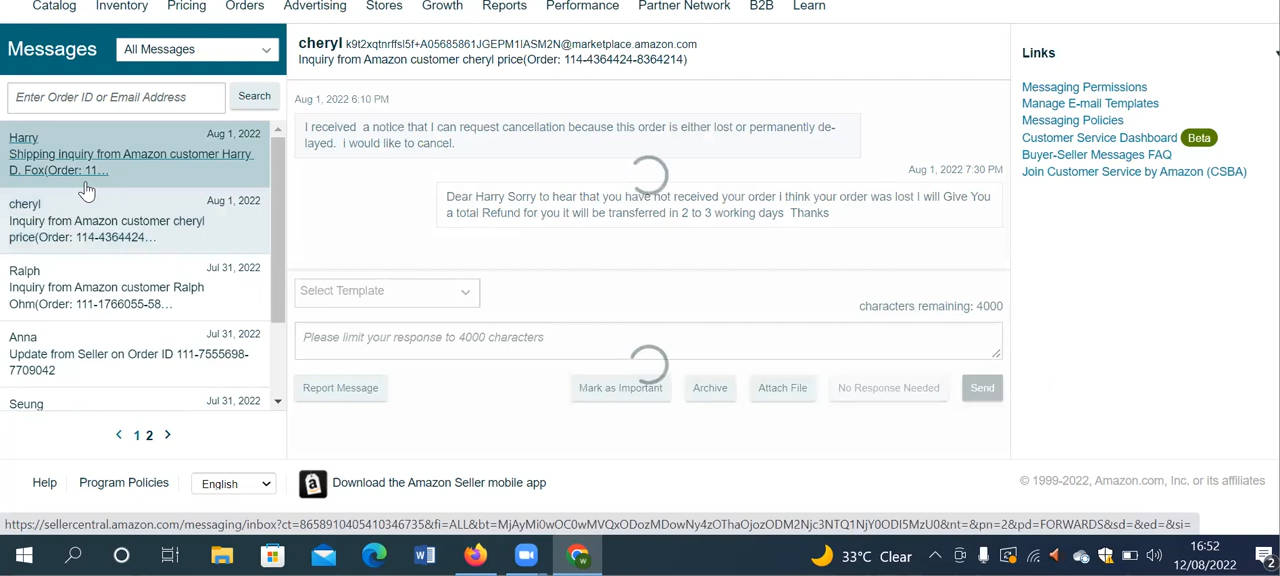 Catalog Inventory Pricing Orders Advertising Stores Growth Reports Performance Partner Network B2B Learn
Messages All Messages
Enter Order ID or Email Address Search
Harry Aug 1, 2022
Shipping inquiry from Amazon customer Harry
D. Fox(Order: 11...
cheryl Aug 1, 2022
Inquiry from Amazon customer cheryl
price(Order: 114-4364424...
Ralph Jul 31, 2022
Inquiry from Amazon customer Ralph
Ohm(Order: 111-1766055-58...
Anna Jul 31, 2022
Update from Seller on Order ID 111-7555698-
7709042
Seung Jul 31, 2022
< 1 2 >
cheryl k9t2xqtnrffsl5f+A05685861JGEPM1IASM2N@marketplace.amazon.com
Inquiry from Amazon customer cheryl price(Order: 114-4364424-8364214)
Aug 1, 2022 6:10 PM
I received a notice that I can request cancellation because this order is either lost or permanently de-
layed. i would like to cancel.
Aug 1, 2022 7:30 PM
Dear Harry Sorry to hear that you have not received your order i think your order was lost I will Give You
a total Refund for you it will be transferred in 2 to 3 working days Thanks
Select Template
characters remaining: 4000
Please limit your response to 4000 characters
Report Message Mark as Important Archive Attach File No Response Needed Send
Links
Messaging Permissions
Manage E-mail Templates
Messaging Policies
Customer Service Dashboard Beta
Buyer-Seller Messages FAQ
Join Customer Service by Amazon (CSBA)
Help Program Policies English a Download the Amazon Seller mobile app © 1999-2022, Amazon.com, Inc. or its affiliates
https://sellercentral.amazon.com/messaging/inbox?ct=8658910405410346735&fi=ALL&bt=MjAyMi0wOC0wMVQxODozMDowNy4zOThaOjozODM2Njc3NTQ1NjY0ODI5MzU0&nt=&pn=2&pd=FORWARDS&sd=&ed=&si=
33°C Clear 16:52
12/08/2022
2